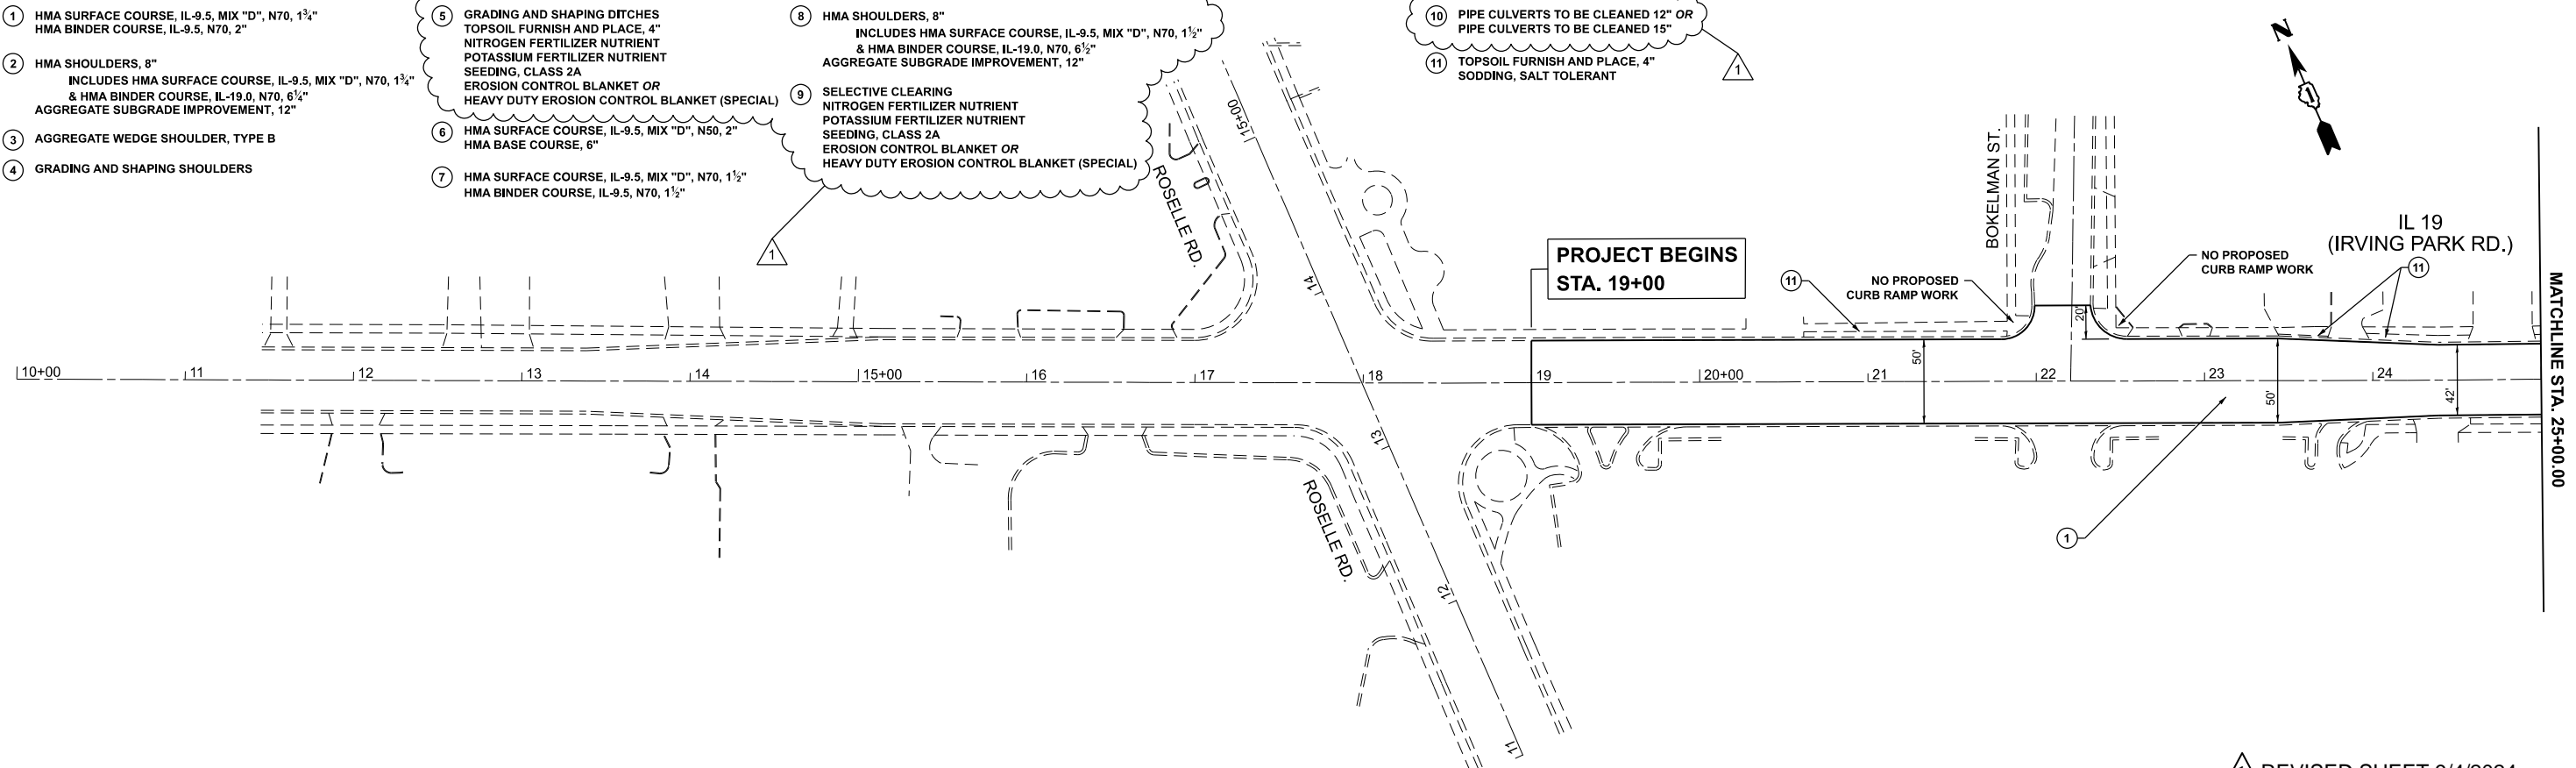 1 HMA SURFACE COURSE, IL-9.5, MIX "D", N70, 1¾"
HMA BINDER COURSE, IL-9.5, N70, 2"
2 HMA SHOULDERS, 8"
INCLUDES HMA SURFACE COURSE, IL-9.5, MIX "D", N70, 1¾"
& HMA BINDER COURSE, IL-19.0, N70, 6¼"
AGGREGATE SUBGRADE IMPROVEMENT, 12"
3 AGGREGATE WEDGE SHOULDER, TYPE B
4 GRADING AND SHAPING SHOULDERS
5 GRADING AND SHAPING DITCHES
TOPSOIL FURNISH AND PLACE, 4"
NITROGEN FERTILIZER NUTRIENT
POTASSIUM FERTILIZER NUTRIENT
SEEDING, CLASS 2A
EROSION CONTROL BLANKET OR
HEAVY DUTY EROSION CONTROL BLANKET (SPECIAL)
6 HMA SURFACE COURSE, IL-9.5, MIX "D", N50, 2"
HMA BASE COURSE, 6"
7 HMA SURFACE COURSE, IL-9.5, MIX "D", N70, 1½"
HMA BINDER COURSE, IL-9.5, N70, 1½"
8 HMA SHOULDERS, 8"
INCLUDES HMA SURFACE COURSE, IL-9.5, MIX "D", N70, 1½"
& HMA BINDER COURSE, IL-19.0, N70, 6½"
AGGREGATE SUBGRADE IMPROVEMENT, 12"
9 SELECTIVE CLEARING
NITROGEN FERTILIZER NUTRIENT
POTASSIUM FERTILIZER NUTRIENT
SEEDING, CLASS 2A
EROSION CONTROL BLANKET OR
HEAVY DUTY EROSION CONTROL BLANKET (SPECIAL)
1
10 PIPE CULVERTS TO BE CLEANED 12" OR
PIPE CULVERTS TO BE CLEANED 15"
11 TOPSOIL FURNISH AND PLACE, 4"
SODDING, SALT TOLERANT
1
N
1
ROSELLE RD.
15+00
14
13
12
11
ROSELLE RD.
PROJECT BEGINS
STA. 19+00
11
NO PROPOSED
CURB RAMP WORK
BOKELMAN ST.
20'
NO PROPOSED
CURB RAMP WORK
IL 19
(IRVING PARK RD.)
11
10+00 11 12 13 14 15+00 16 17 18 19 20+00 21 22 23 24
50'
50'
42'
1
MATCHLINE STA. 25+00.00